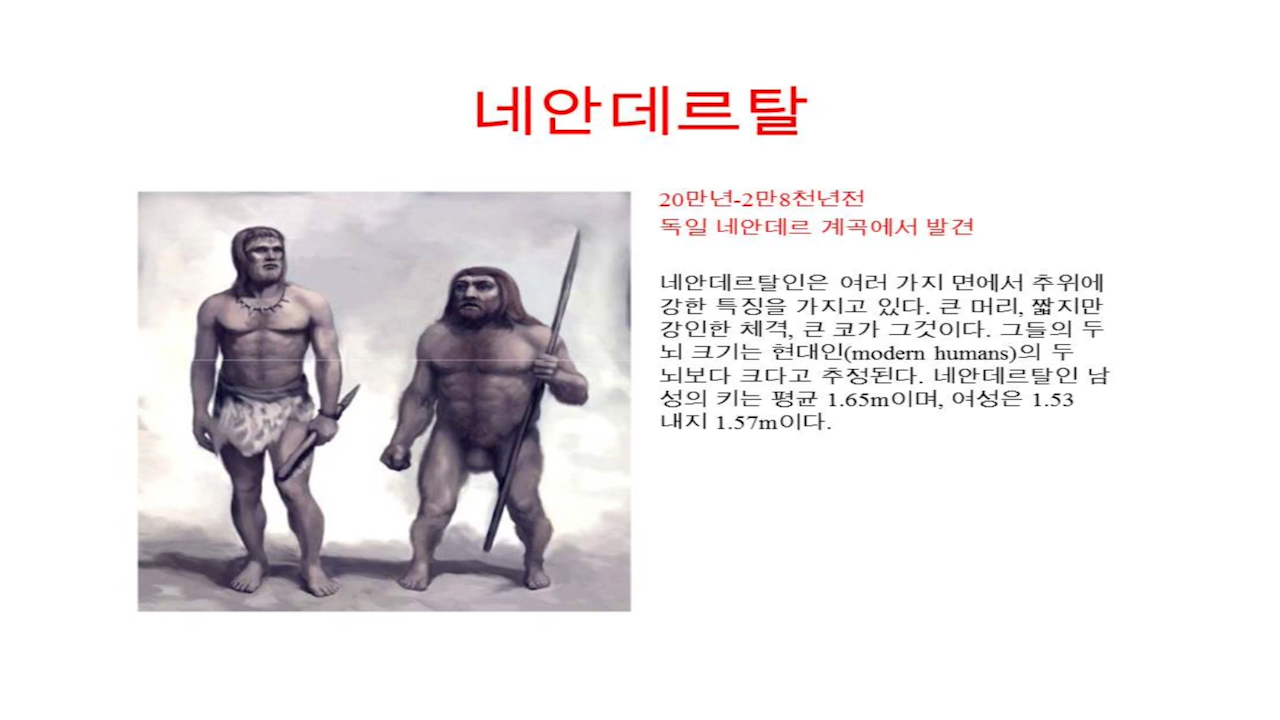 네안데르탈
20만년-2만8천년전
독일 네안데르 계곡에서 발견
네안데르탈인은 여러 가지 면에서 추위에
강한 특징을 가지고 있다. 큰 머리, 짧지만
강인한 체격, 큰 코가 그것이다. 그들의 두
뇌 크기는 현대인(modern humans)의 두
뇌보다 크다고 추정된다. 네안데르탈인 남
성의 키는 평균 1.65m이며, 여성은 1.53
내지 1.57m이다.